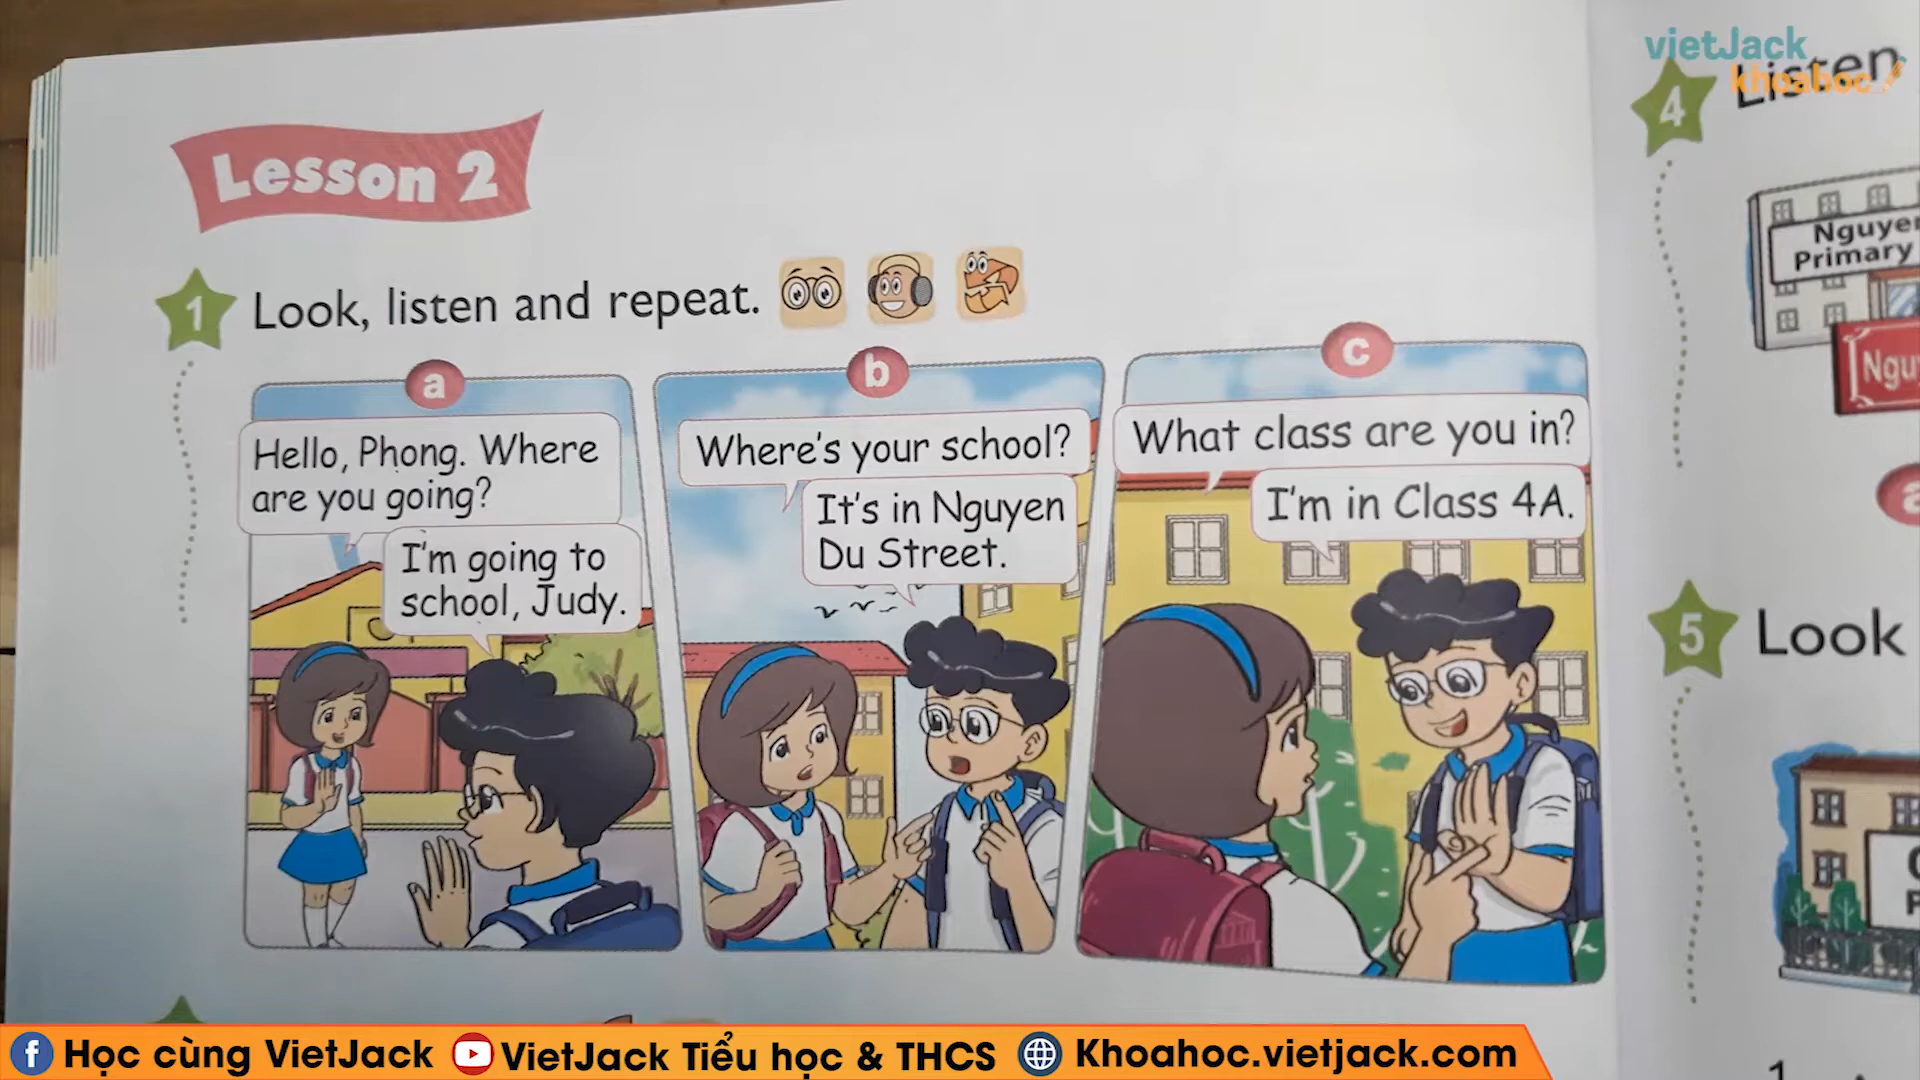 vietJack
khoahoc
Lesson 2
1
Look, listen and repeat.
a
Hello, Phong. Where
are you going?
I'm going to
school, Judy.
b
Where's your school?
It's in Nguyen
Du Street.
c
What class are you in?
I'm in Class 4A.
4
Listen
Primary
5
Look
Học cùng VietJack
VietJack Tiểu học & THCS
Khoahoc.vietjack.com